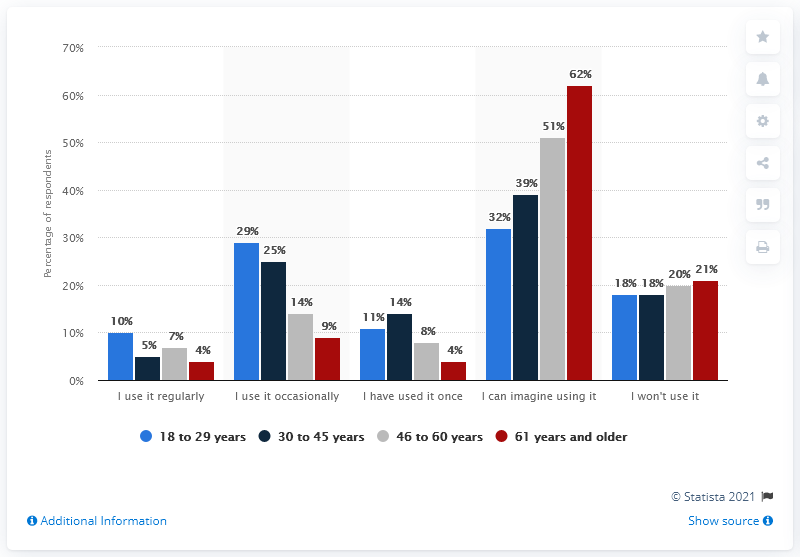 70%
60%
50%
40%
30%
20%
10%
0%
Percentage of respondents
10%
5%
7%
4%
29%
25%
14%
9%
11%
14%
8%
4%
32%
39%
51%
62%
18%
18%
20%
21%
I use it regularly
I use it occasionally
I have used it once
I can imagine using it
I won't use it
18 to 29 years
30 to 45 years
46 to 60 years
61 years and older
© Statista 2021
Additional Information
Show source